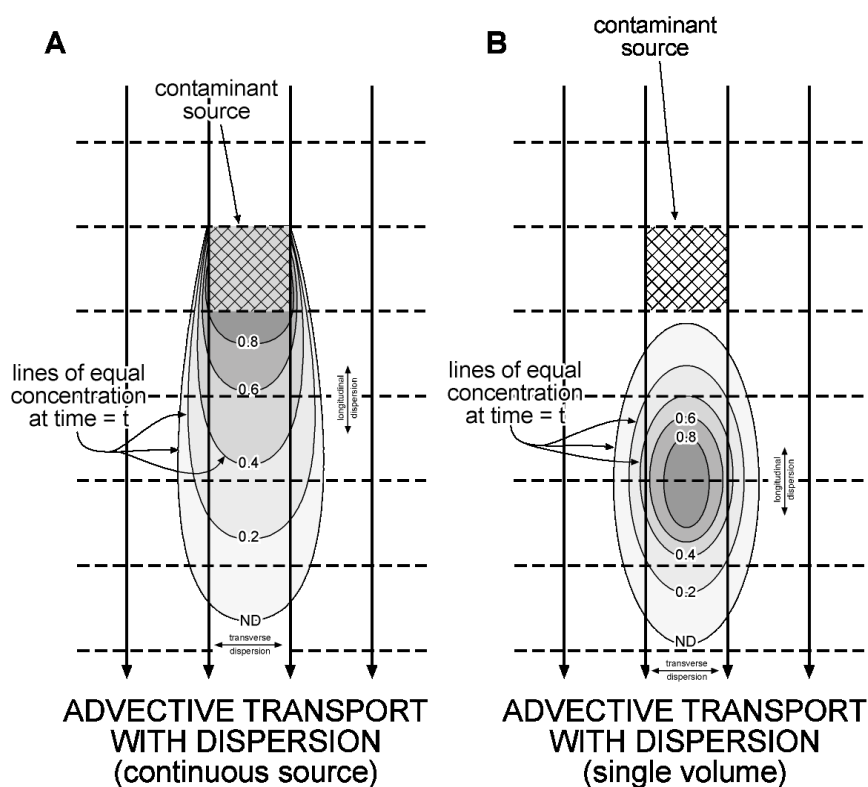 A
contaminant
source
0.8
0.6
lines of equal
concentration
at time = t
longitudinal
dispersion
0.4
0.2
ND
transverse
dispersion
ADVECTIVE TRANSPORT
WITH DISPERSION
(continuous source)
B
contaminant
source
lines of equal
concentration
at time = t
0.6
0.8
longitudinal
dispersion
0.4
0.2
ND
transverse
dispersion
ADVECTIVE TRANSPORT
WITH DISPERSION
(single volume)